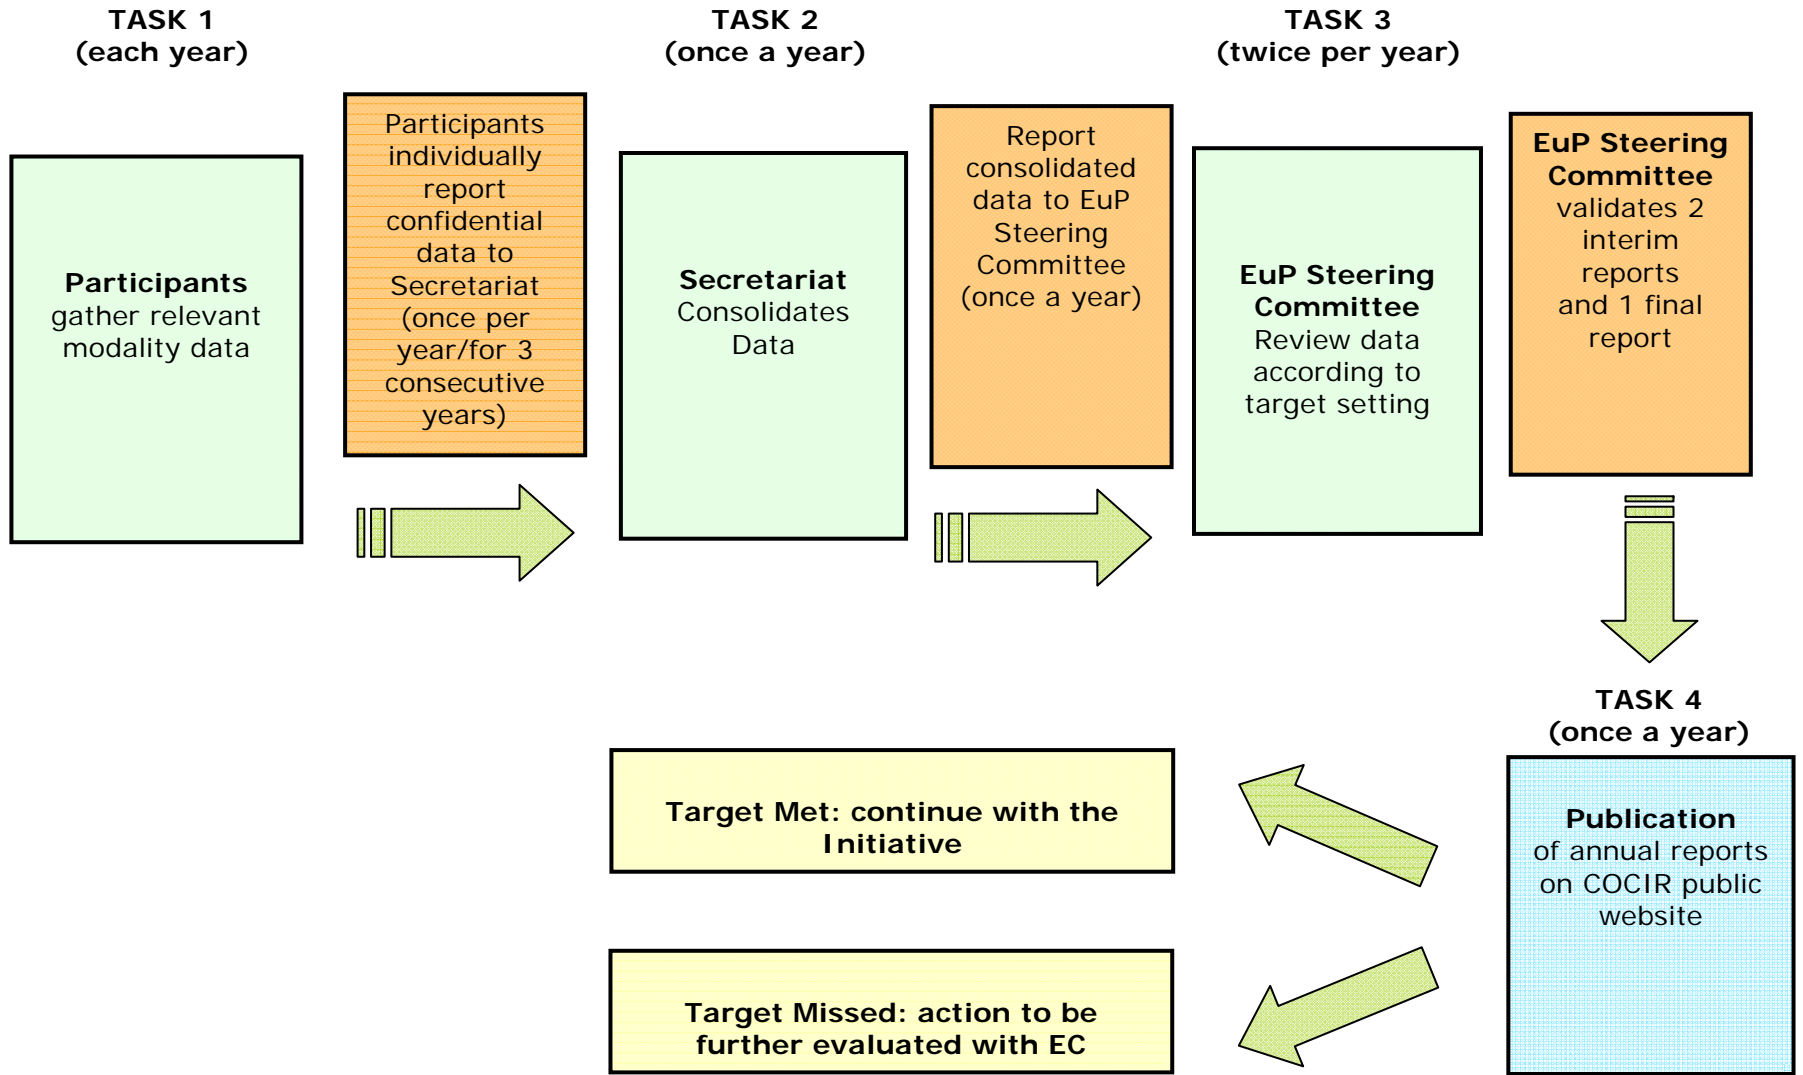 TASK 1
(each year)
TASK 2
(once a year)
TASK 3
(twice per year)
Participants
gather relevant
modality data
Participants
individually
report
confidential
data to
Secretariat
(once per
year/for 3
consecutive
years)
Secretariat
Consolidates
Data
Report
consolidated
data to EuP
Steering
Committee
(once a year)
EuP Steering
Committee
Review data
according to
target setting
EuP Steering
Committee
validates 2
interim
reports
and 1 final
report
TASK 4
(once a year)
Publication
of annual reports
on COCIR public
website
Target Met: continue with the
Initiative
Target Missed: action to be
further evaluated with EC